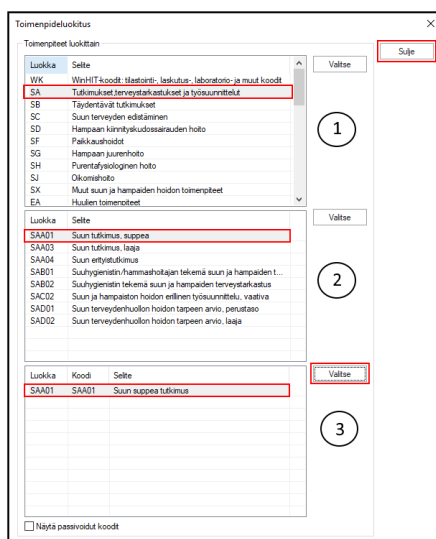 Toimenpideluokitus
Toimenpiteet luokittain
Sulje
Luokka Selite
Valitse
WK WinHIT-koodit: tilastointi-, laskutus-, laboratorio- ja muut koodit
SA Tutkimukset,terveystarkastukset ja työsuunnittelut
SB Täydentävät tutkimukset
SC Suun terveyden edistäminen
SD Hampaan kiinnityskudossairauden hoito
SF Paikkaushoidot
SG Hampaan juurenhoito
SH Purentafysiologinen hoito
SJ Oikomishoito
SX Muut suun ja hampaiden hoidon toimenpiteet
EA Huulien toimenpiteet
1
Luokka Selite
Valitse
SAA01 Suun tutkimus, suppea
SAA03 Suun tutkimus, laaja
SAA04 Suun erityistutkimus
SAB01 Suuhygienistin/hammashoitajan tekemä suun ja hampaiden t...
SAB02 Suuhygienistin tekemä suun ja hampaiden terveystarkastus
SAC02 Suun ja hampaiston hoidon erillinen työsuunnittelu, vaativa
SAD01 Suun terveydenhuollon hoidon tarpeen arvio, perustaso
SAD02 Suun terveydenhuollon hoidon tarpeen arvio, laaja
2
Luokka Koodi Selite
Valitse
SAA01 SAA01 Suun suppea tutkimus
3
Näytä passivoidut koodit